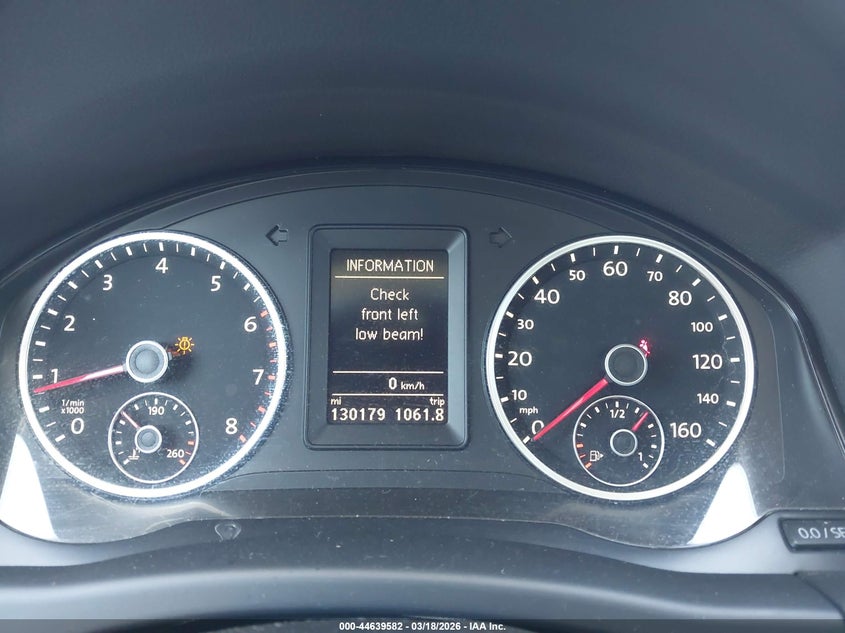 INFORMATION
Check
front left
low beam!
0 km/h
mi trip
130179 1061.8
0 1 2 3 4 5 6 7 8
1/min
x1000
190
260
0 10 20 30 40 50 60 70 80 100 120 140 160
mph
1/2
1
0.0 / SE
000-44639582 - 03/18/2026 - IAA Inc.